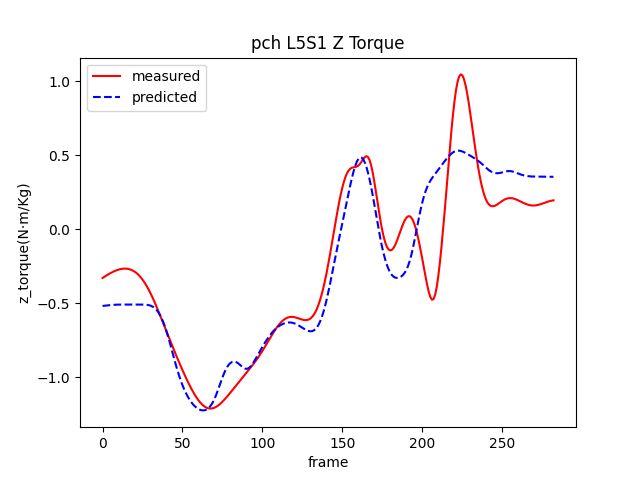 pch L5S1 Z Torque
measured
predicted
z_torque(N·m/Kg)
1.0
0.5
0.0
−0.5
−1.0
0 50 100 150 200 250
frame